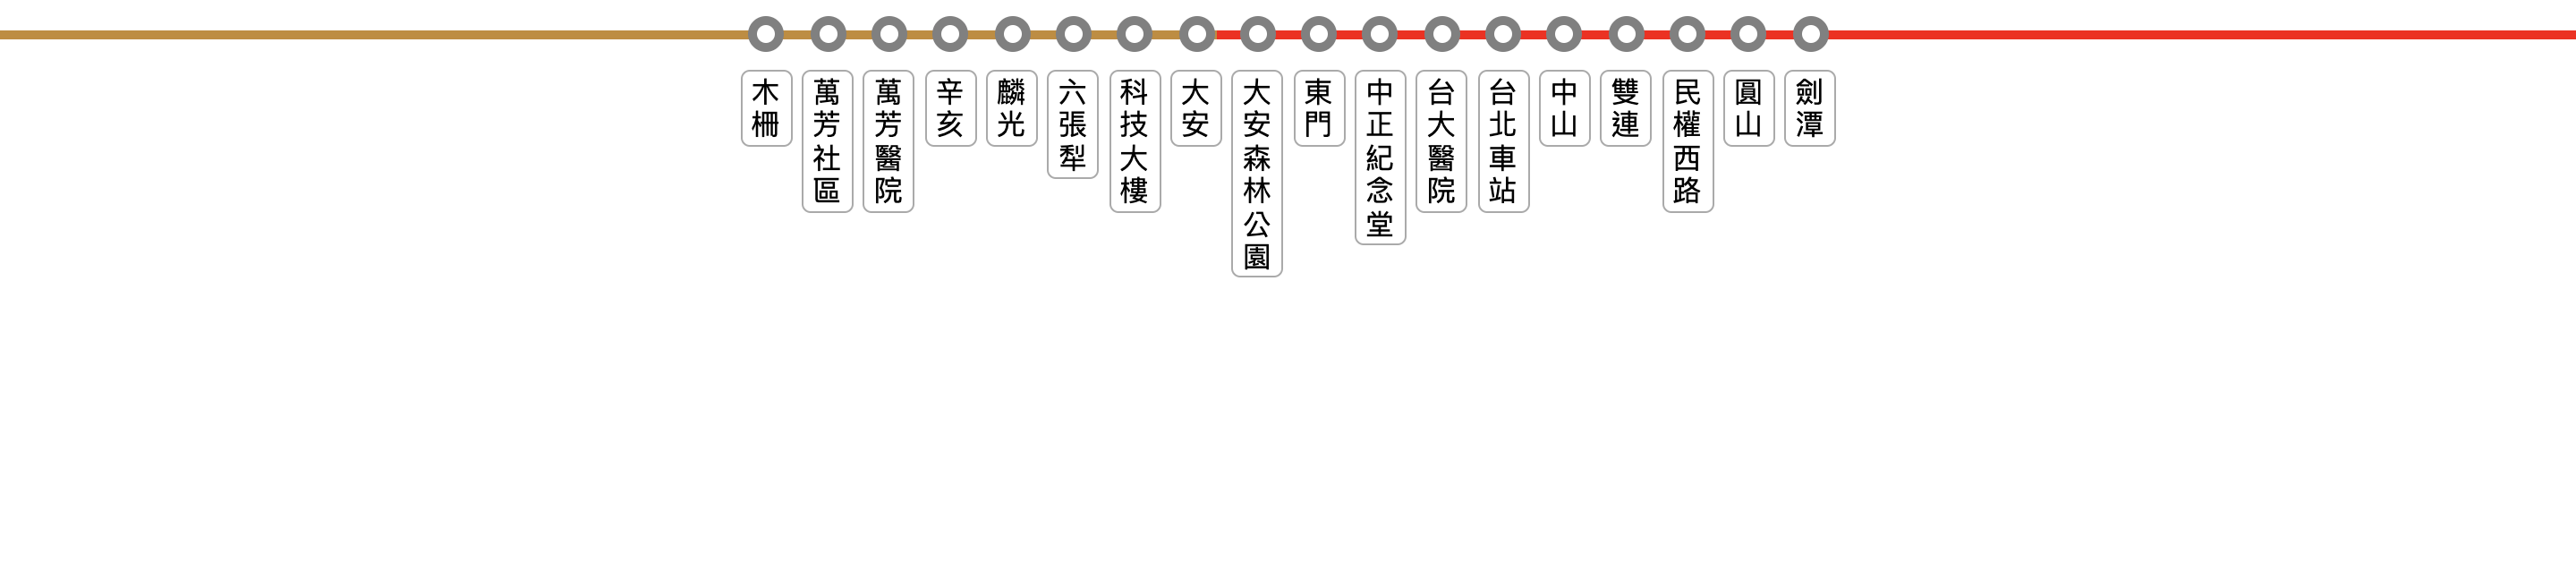 木柵
萬芳社區
萬芳醫院
辛亥
麟光
六張犁
科技大樓
大安
大安森林公園
東門
中正紀念堂
台大醫院
台北車站
中山
雙連
民權西路
圓山
劍潭